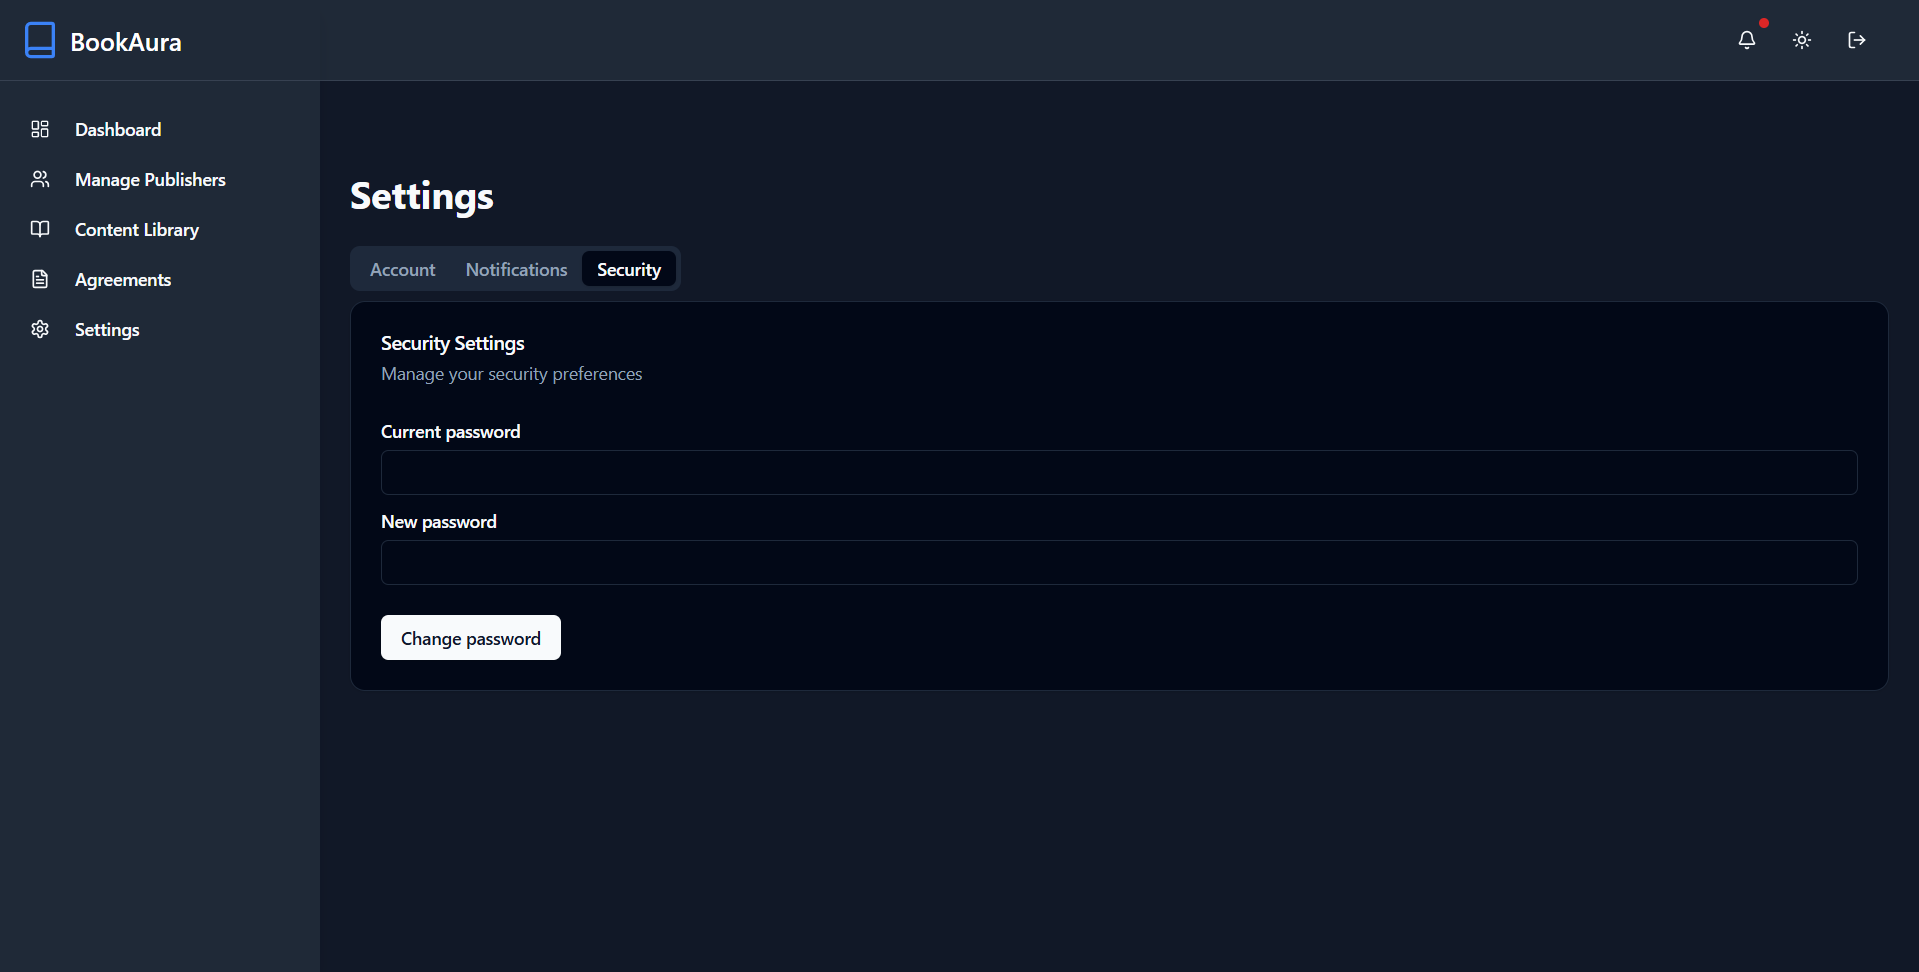 BookAura
Dashboard
Manage Publishers
Content Library
Agreements
Settings
Settings
Account Notifications Security
Security Settings
Manage your security preferences
Current password
New password
Change password